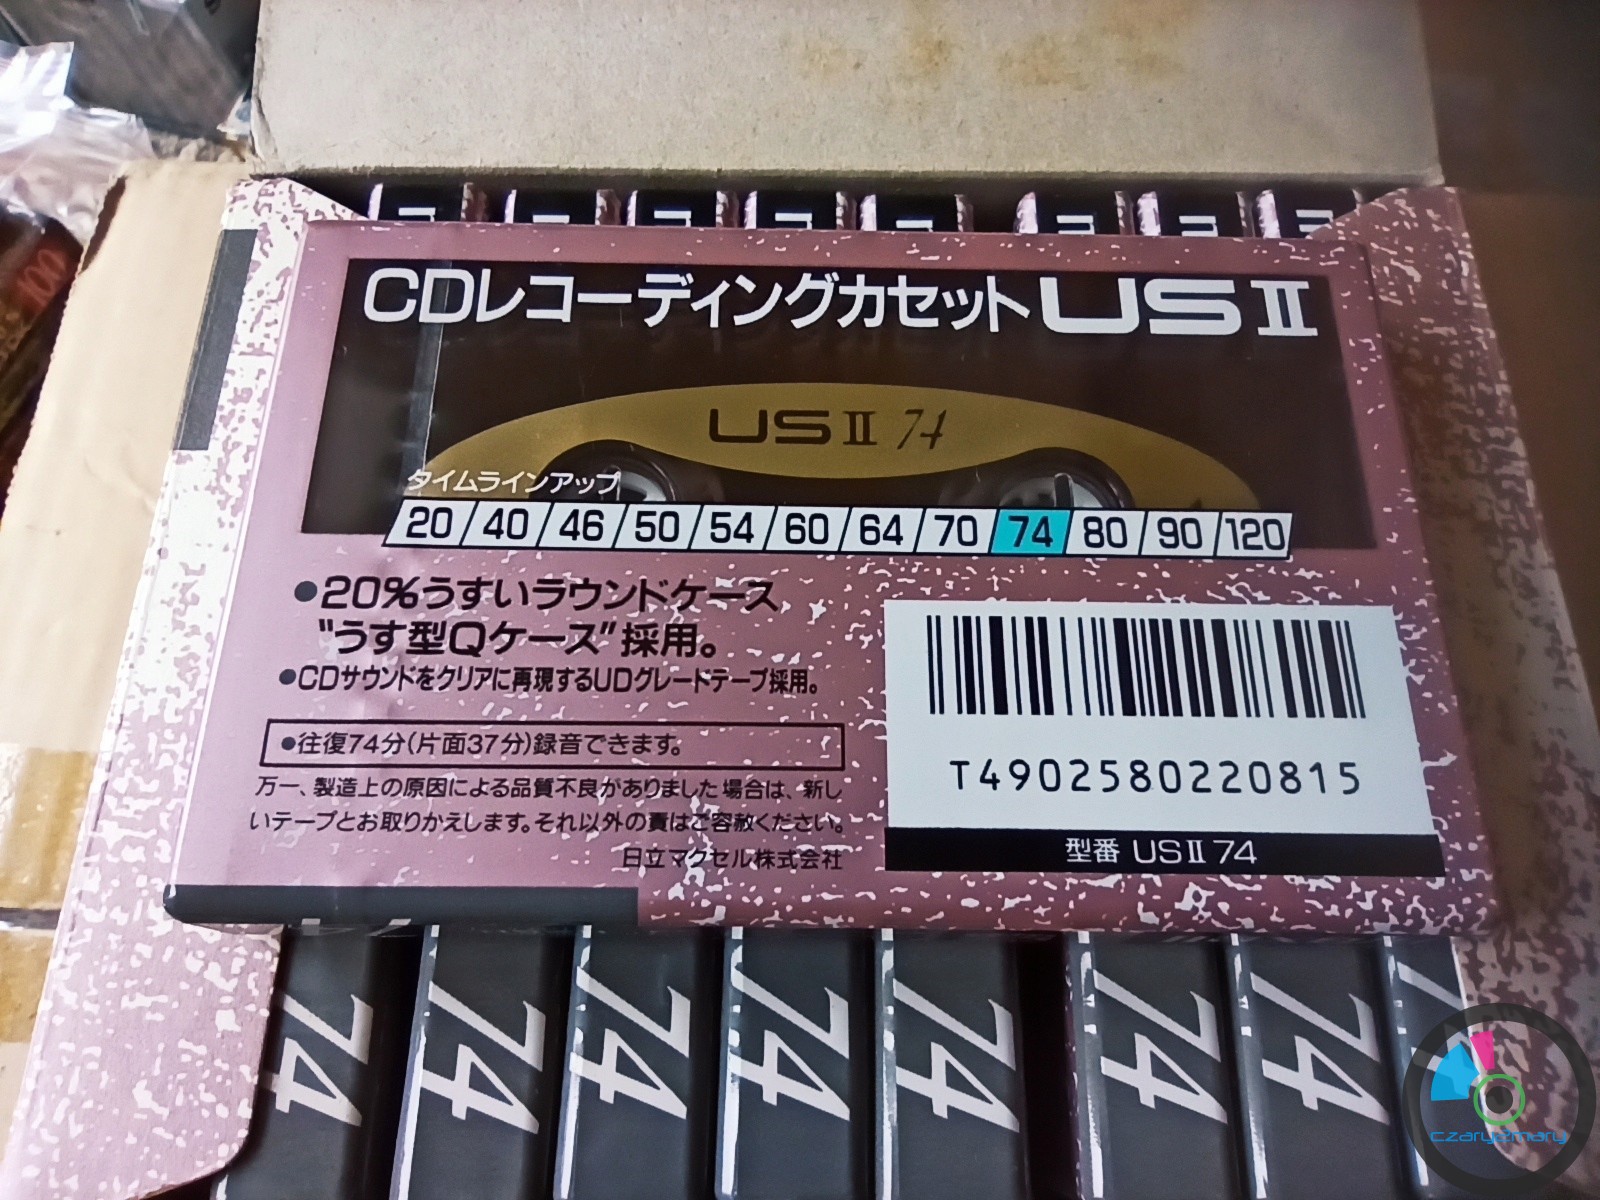 CDレコーディングカセットUSⅡ
USⅡ 74
タイムラインアップ
20 40 46 50 54 60 64 70 74 80 90 120
●20%うすいラウンドケース
"うす型Qケース"採用。
●CDサウンドをクリアに再現するUDグレードテープ採用。
●往復74分(片面37分)録音できます。
万一、製造上の原因による品質不良がありました場合は、新し
いテープとお取りかえします。それ以外の責はご容赦ください。
日立マクセル株式会社
T4902580220815
型番 USⅡ74
74 74 74 74 74 74 74
100
czary2mary